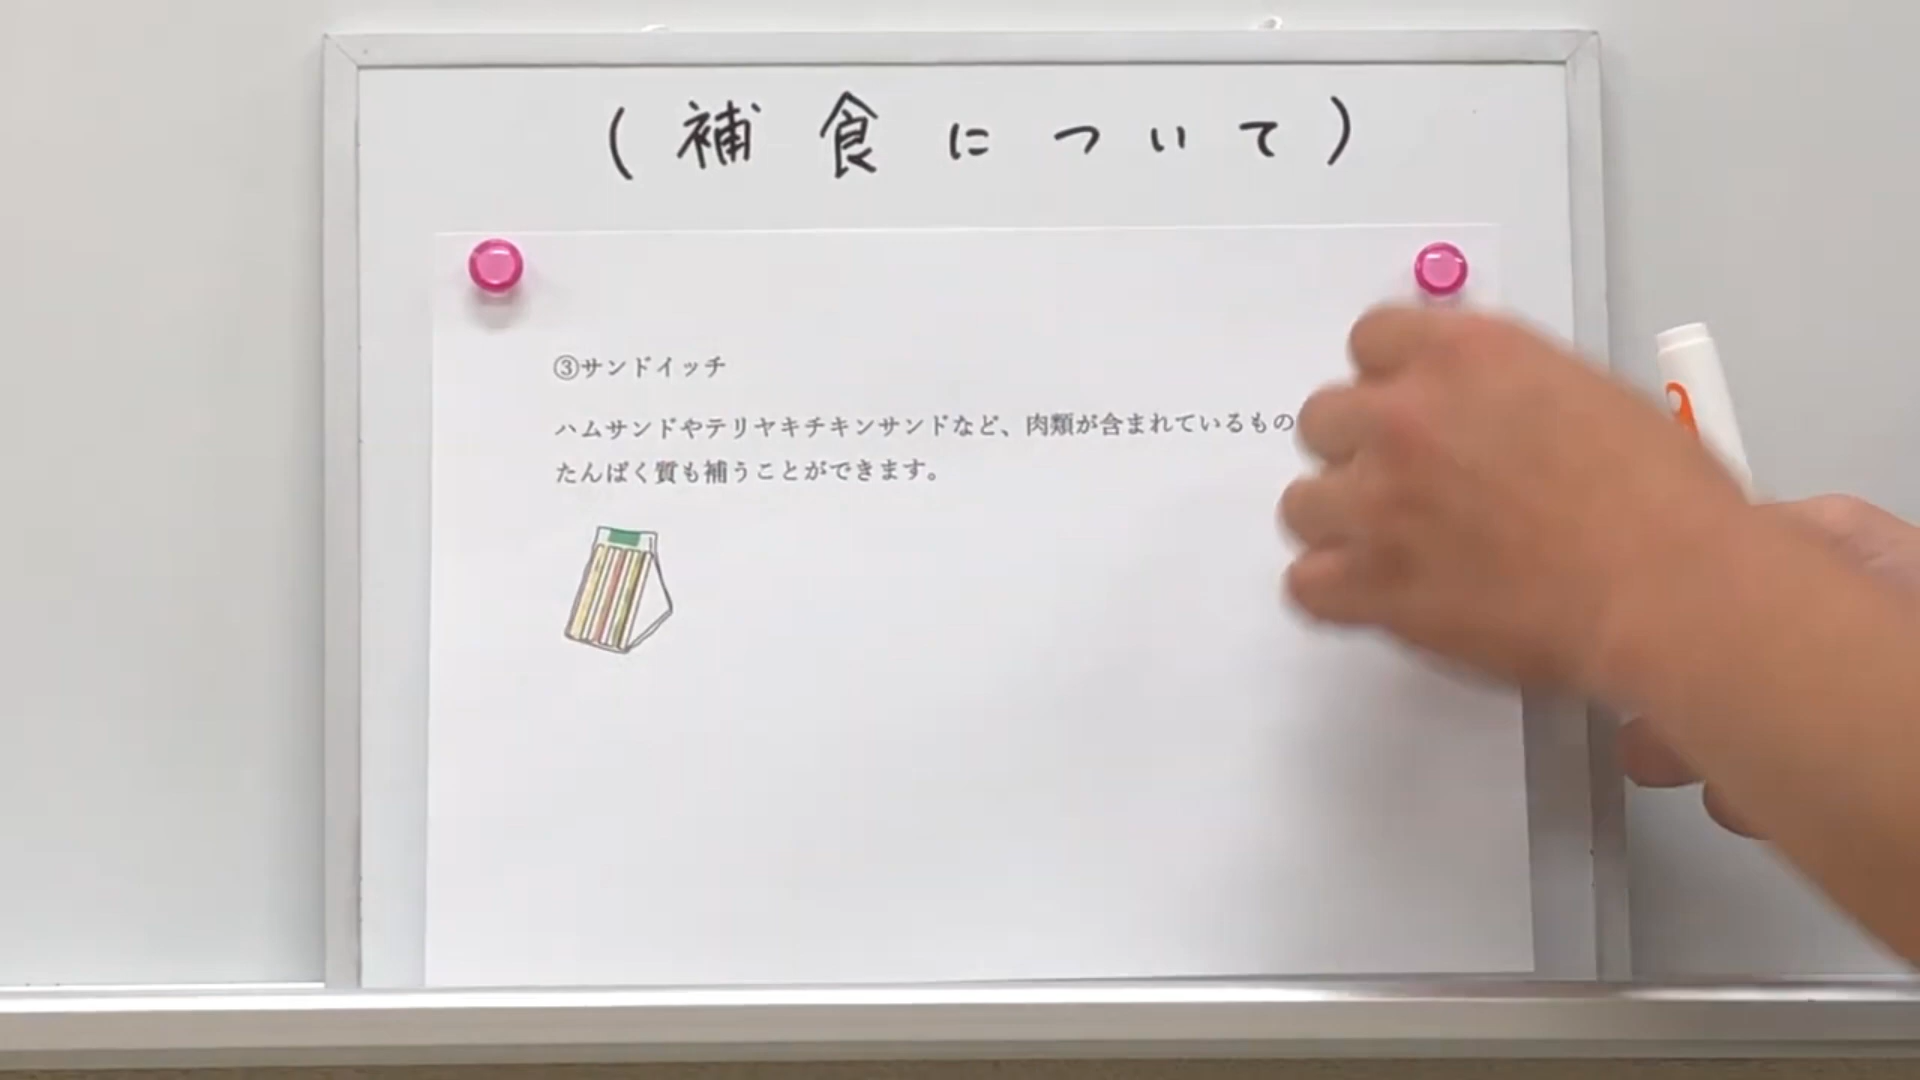 (補食について)
③サンドイッチ
ハムサンドやテリヤキチキンサンドなど、肉類が含まれているもの
たんぱく質も補うことができます。